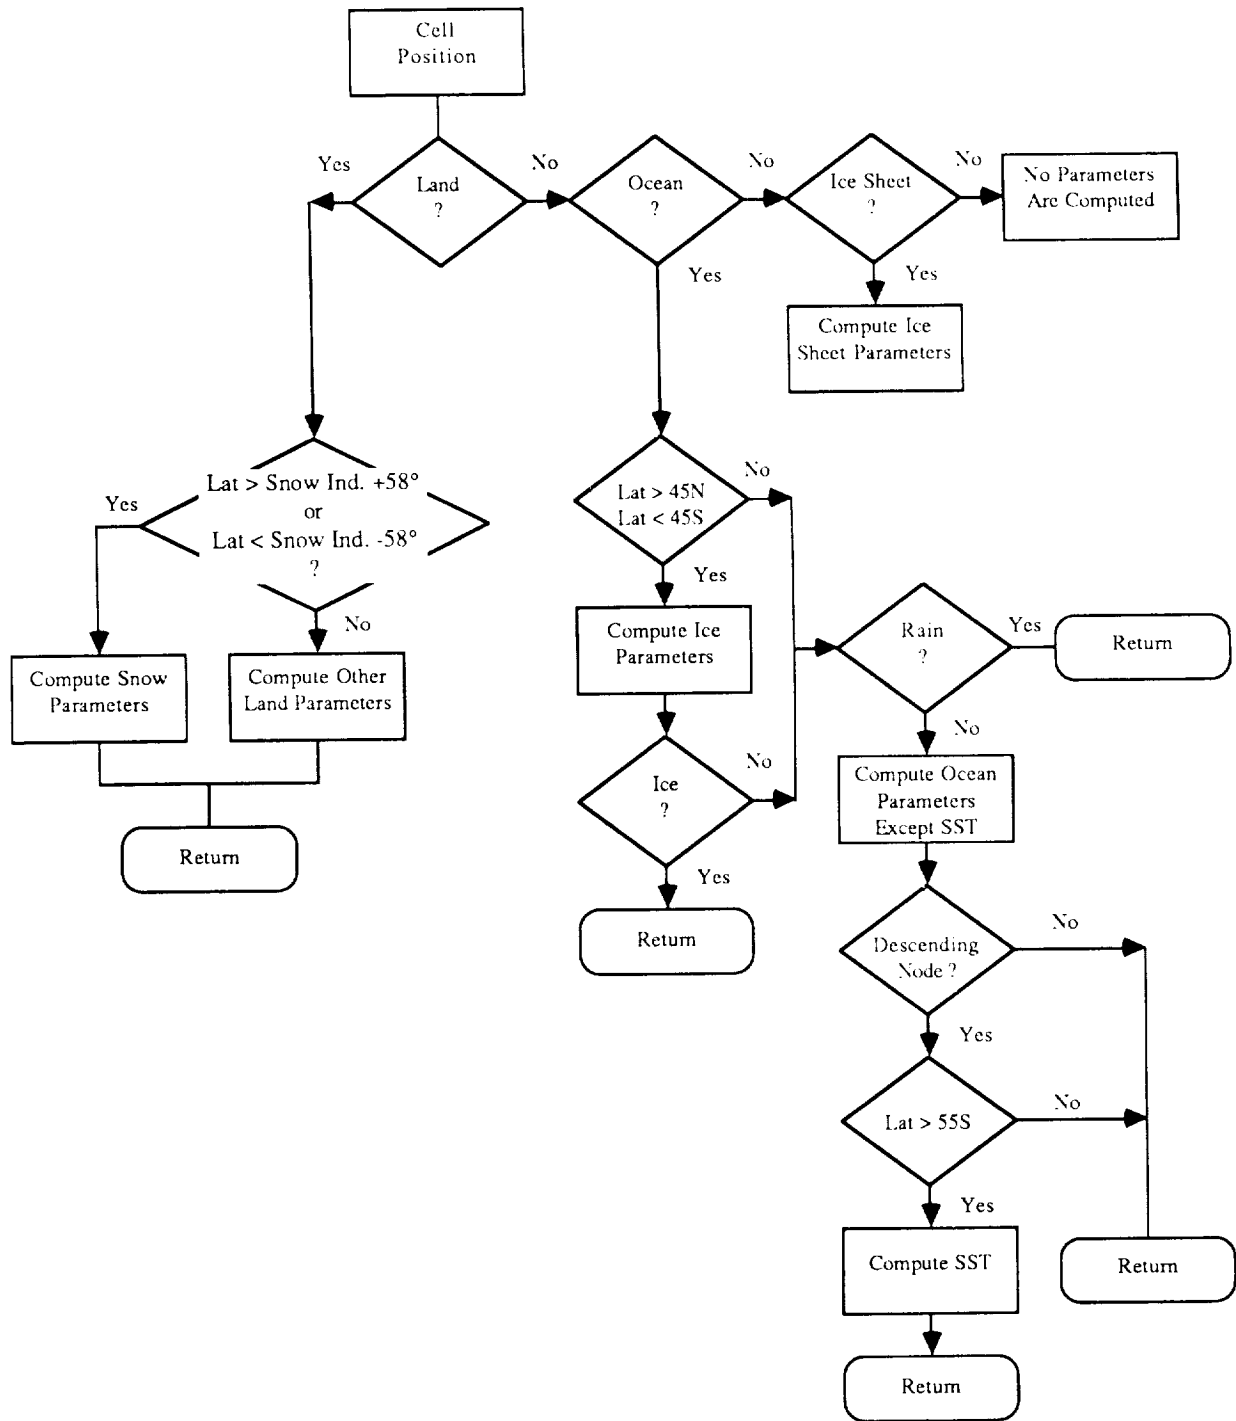 Cell
Position
Yes
Land
?
No
Ocean
?
No
Ice Sheet
?
No
No Parameters
Are Computed
Yes
Yes
Compute Ice
Sheet Parameters
Lat > Snow Ind. +58°
or
Lat < Snow Ind. -58°
?
Yes
No
Compute Snow
Parameters
Compute Other
Land Parameters
Return
Lat > 45N
Lat < 45S
No
Yes
Compute Ice
Parameters
Ice
?
No
Yes
Return
Rain
?
Yes
Return
No
Compute Ocean
Parameters
Except SST
Descending
Node ?
No
Yes
Lat > 55S
No
Yes
Compute SST
Return
Return